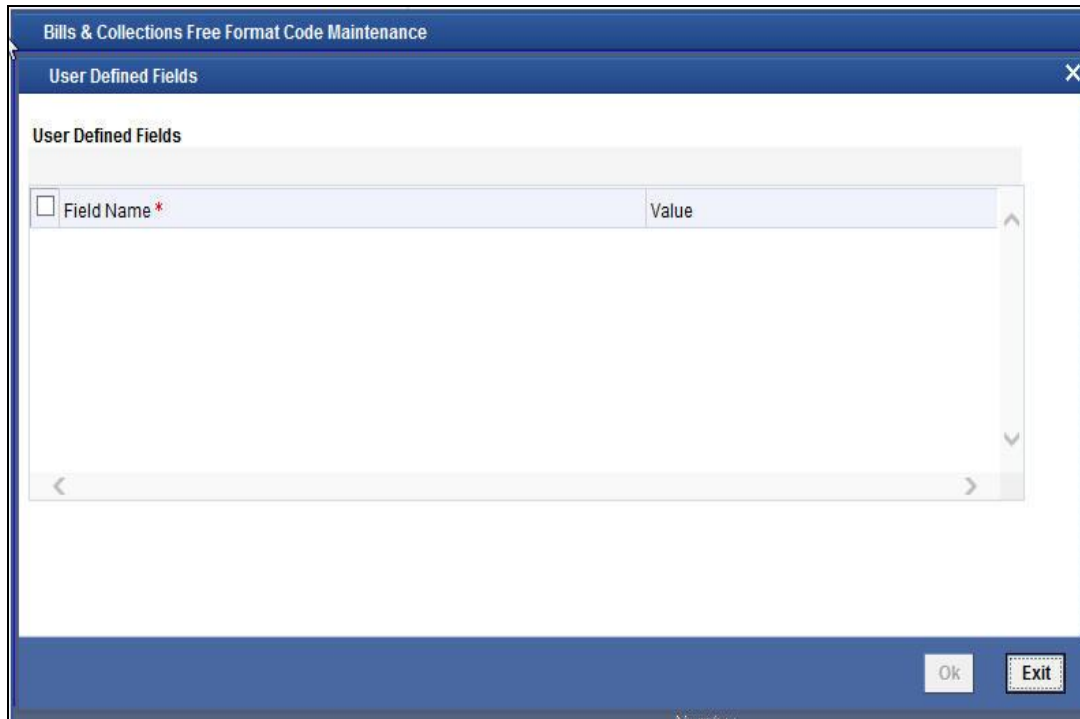 Bills & Collections Free Format Code Maintenance
User Defined Fields
User Defined Fields
Field Name * Value
Ok Exit